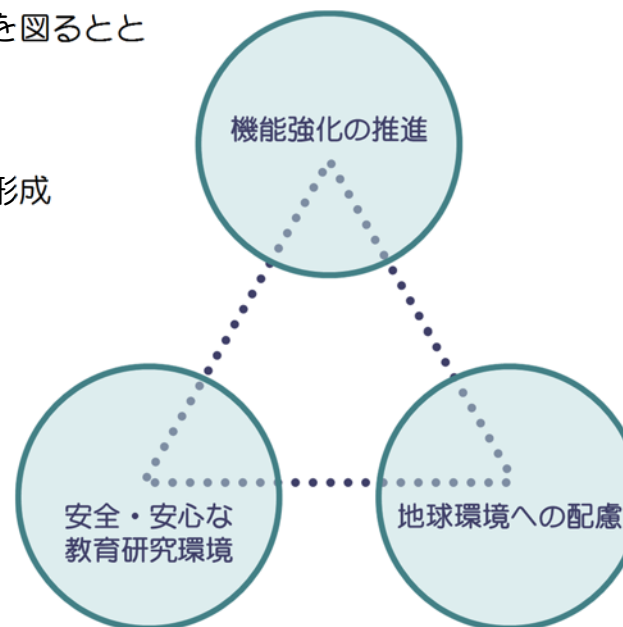 を図るとと
機能強化の推進
形成
安全・安心な
教育研究環境
地球環境への配慮